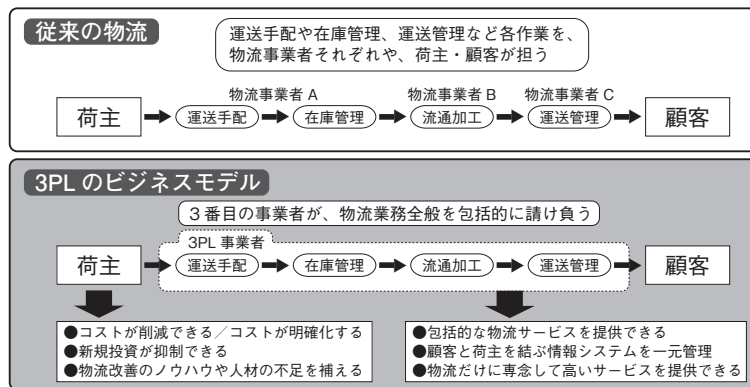 従来の物流
運送手配や在庫管理、運送管理など各作業を、
物流事業者それぞれや、荷主・顧客が担う
物流事業者 A
物流事業者 B
物流事業者 C
荷主
運送手配
在庫管理
流通加工
運送管理
顧客
3PL のビジネスモデル
3 番目の事業者が、物流業務全般を包括的に請け負う
3PL 事業者
荷主
運送手配
在庫管理
流通加工
運送管理
顧客
●コストが削減できる／コストが明確化する
●新規投資が抑制できる
●物流改善のノウハウや人材の不足を補える
●包括的な物流サービスを提供できる
●顧客と荷主を結ぶ情報システムを一元管理
●物流だけに専念して高いサービスを提供できる